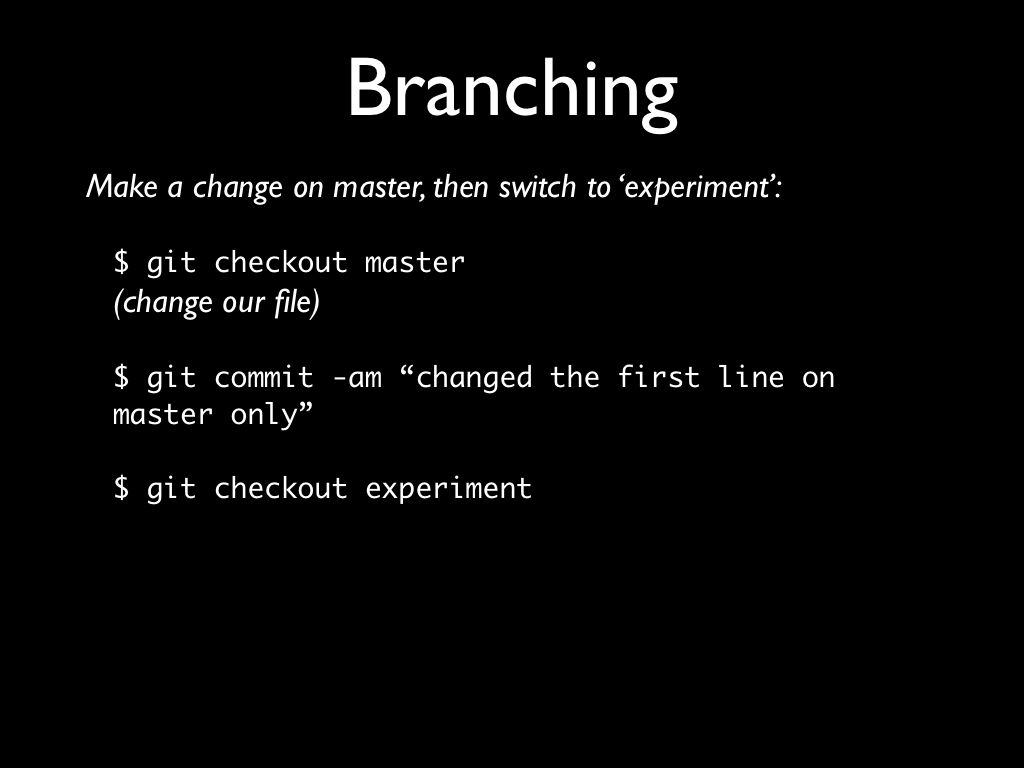 Branching
Make a change on master, then switch to ‘experiment’:
$ git checkout master
(change our file)
$ git commit -am “changed the first line on
master only”
$ git checkout experiment